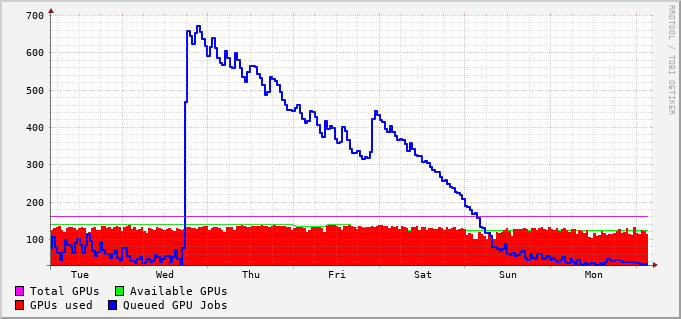 700
600
500
400
300
200
100
Tue Wed Thu Fri Sat Sun Mon
Total GPUs Available GPUs
GPUs used Queued GPU Jobs
RRDTOOL / TOBI OETIKER